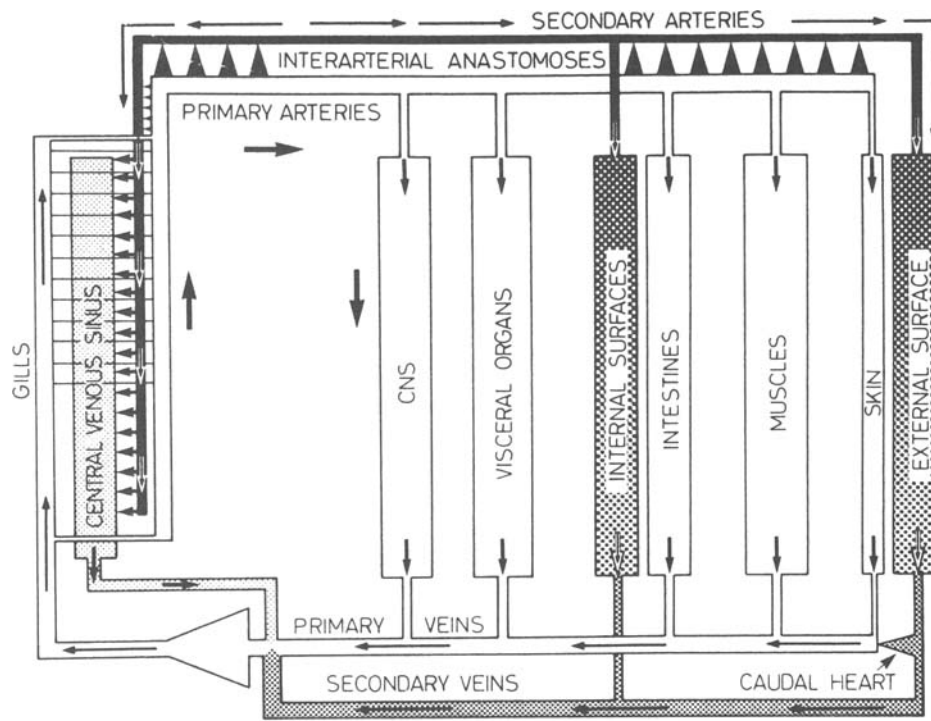 SECONDARY ARTERIES
INTERARTERIAL ANASTOMOSES
PRIMARY ARTERIES
GILLS
CENTRAL VENOUS SINUS
CNS
VISCERAL ORGANS
INTERNAL SURFACES
INTESTINES
MUSCLES
SKIN
EXTERNAL SURFACE
PRIMARY VEINS
SECONDARY VEINS
CAUDAL HEART